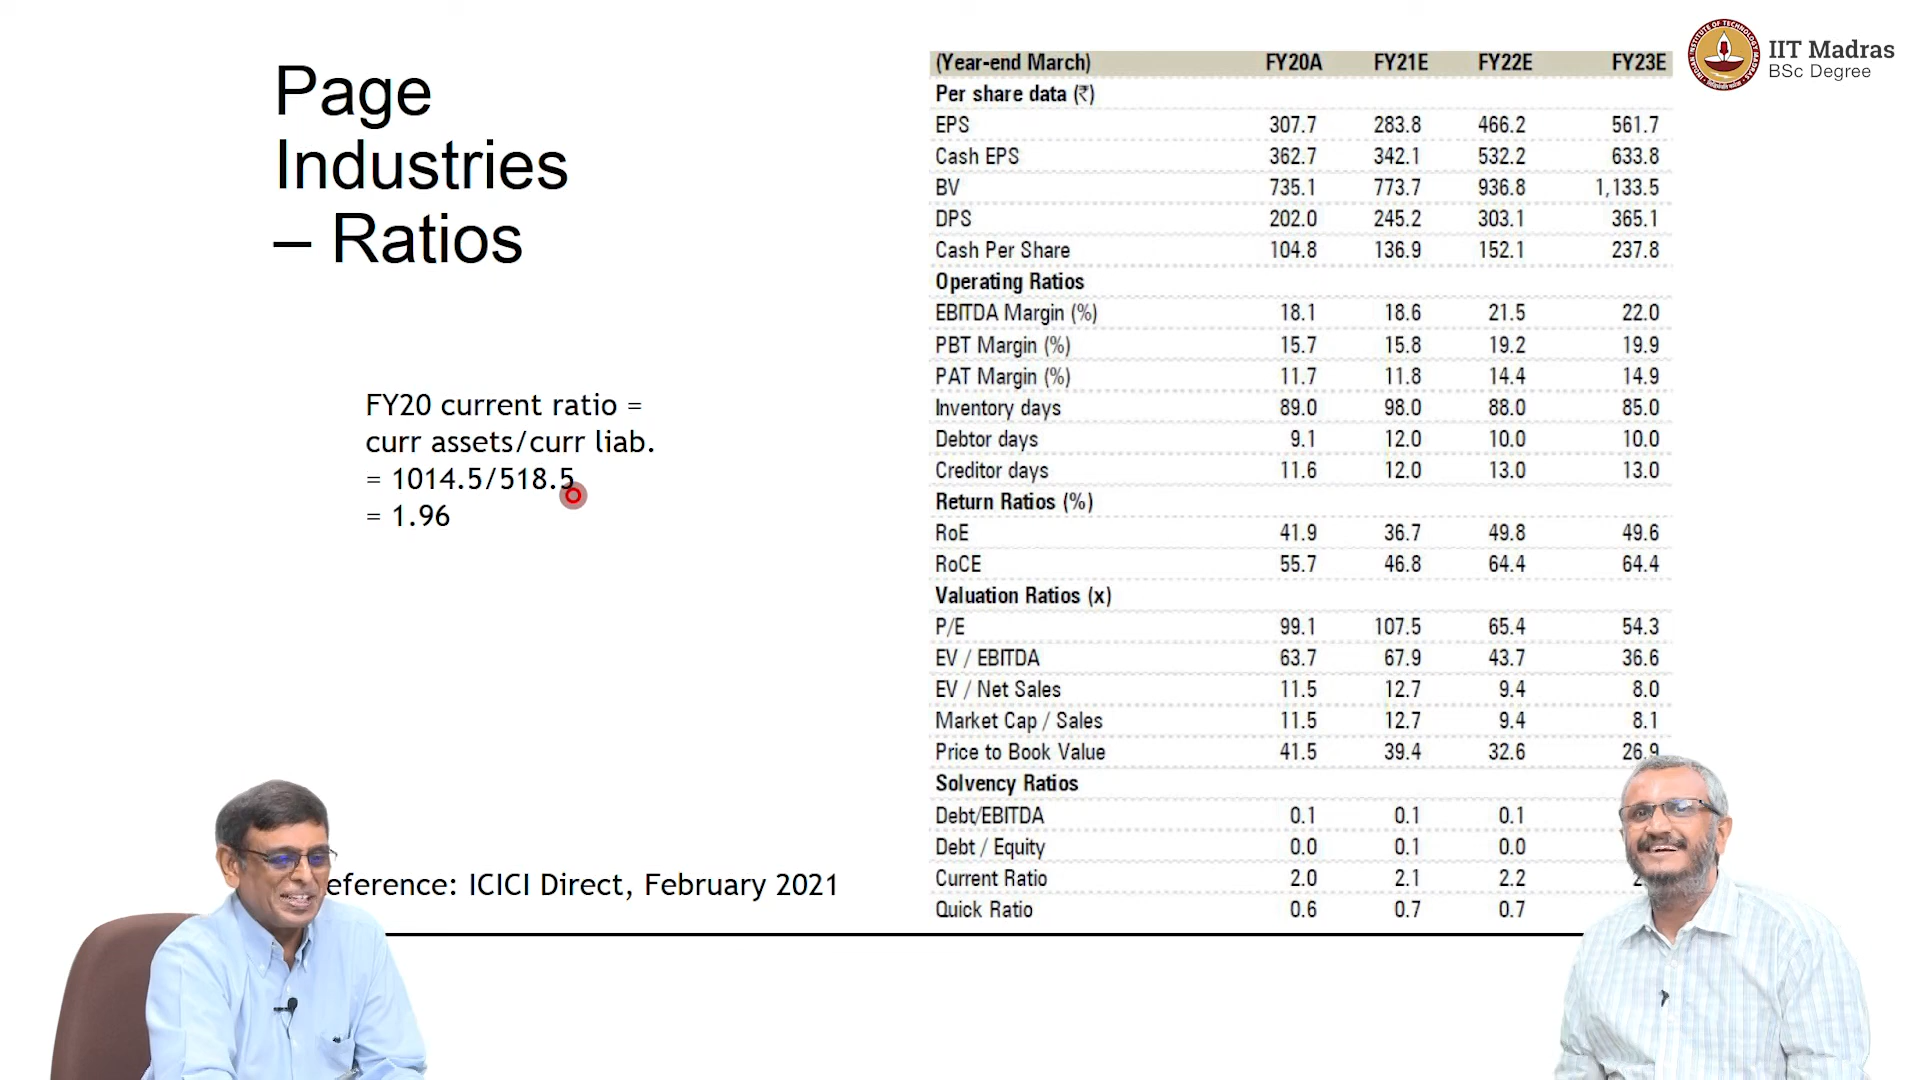 Page
Industries
– Ratios
FY20 current ratio =
curr assets/curr liab.
= 1014.5/518.5
= 1.96
eference: ICICI Direct, February 2021
(Year-end March) FY20A FY21E FY22E FY23E
Per share data (₹)
EPS 307.7 283.8 466.2 561.7
Cash EPS 362.7 342.1 532.2 633.8
BV 735.1 773.7 936.8 1,133.5
DPS 202.0 245.2 303.1 365.1
Cash Per Share 104.8 136.9 152.1 237.8
Operating Ratios
EBITDA Margin (%) 18.1 18.6 21.5 22.0
PBT Margin (%) 15.7 15.8 19.2 19.9
PAT Margin (%) 11.7 11.8 14.4 14.9
Inventory days 89.0 98.0 88.0 85.0
Debtor days 9.1 12.0 10.0 10.0
Creditor days 11.6 12.0 13.0 13.0
Return Ratios (%)
RoE 41.9 36.7 49.8 49.6
RoCE 55.7 46.8 64.4 64.4
Valuation Ratios (x)
P/E 99.1 107.5 65.4 54.3
EV / EBITDA 63.7 67.9 43.7 36.6
EV / Net Sales 11.5 12.7 9.4 8.0
Market Cap / Sales 11.5 12.7 9.4 8.1
Price to Book Value 41.5 39.4 32.6 26.9
Solvency Ratios
Debt/EBITDA 0.1 0.1 0.1
Debt / Equity 0.0 0.1 0.0
Current Ratio 2.0 2.1 2.2
Quick Ratio 0.6 0.7 0.7
IIT Madras
BSc Degree